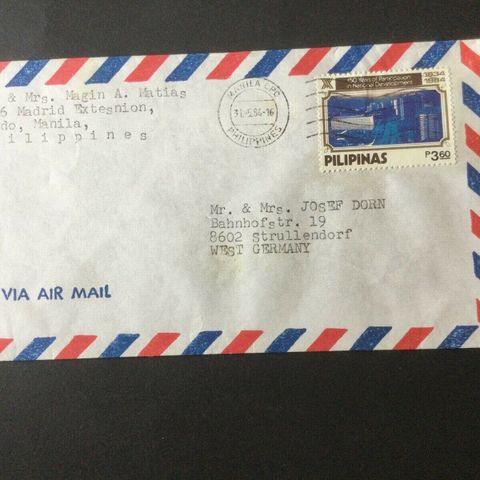 & Mrs. Magin A. Matias
6 Madrid Extesnion,
do, Manila,
ilippines
MANILA CPO
PHILIPPINES
150 Years of Participation
in National Development
1834
1984
PILIPINAS
P3.60
Mr. & Mrs. JOSEF DORN
Bahnhofstr. 19
8602 Strullendorf
WEST GERMANY
VIA AIR MAIL